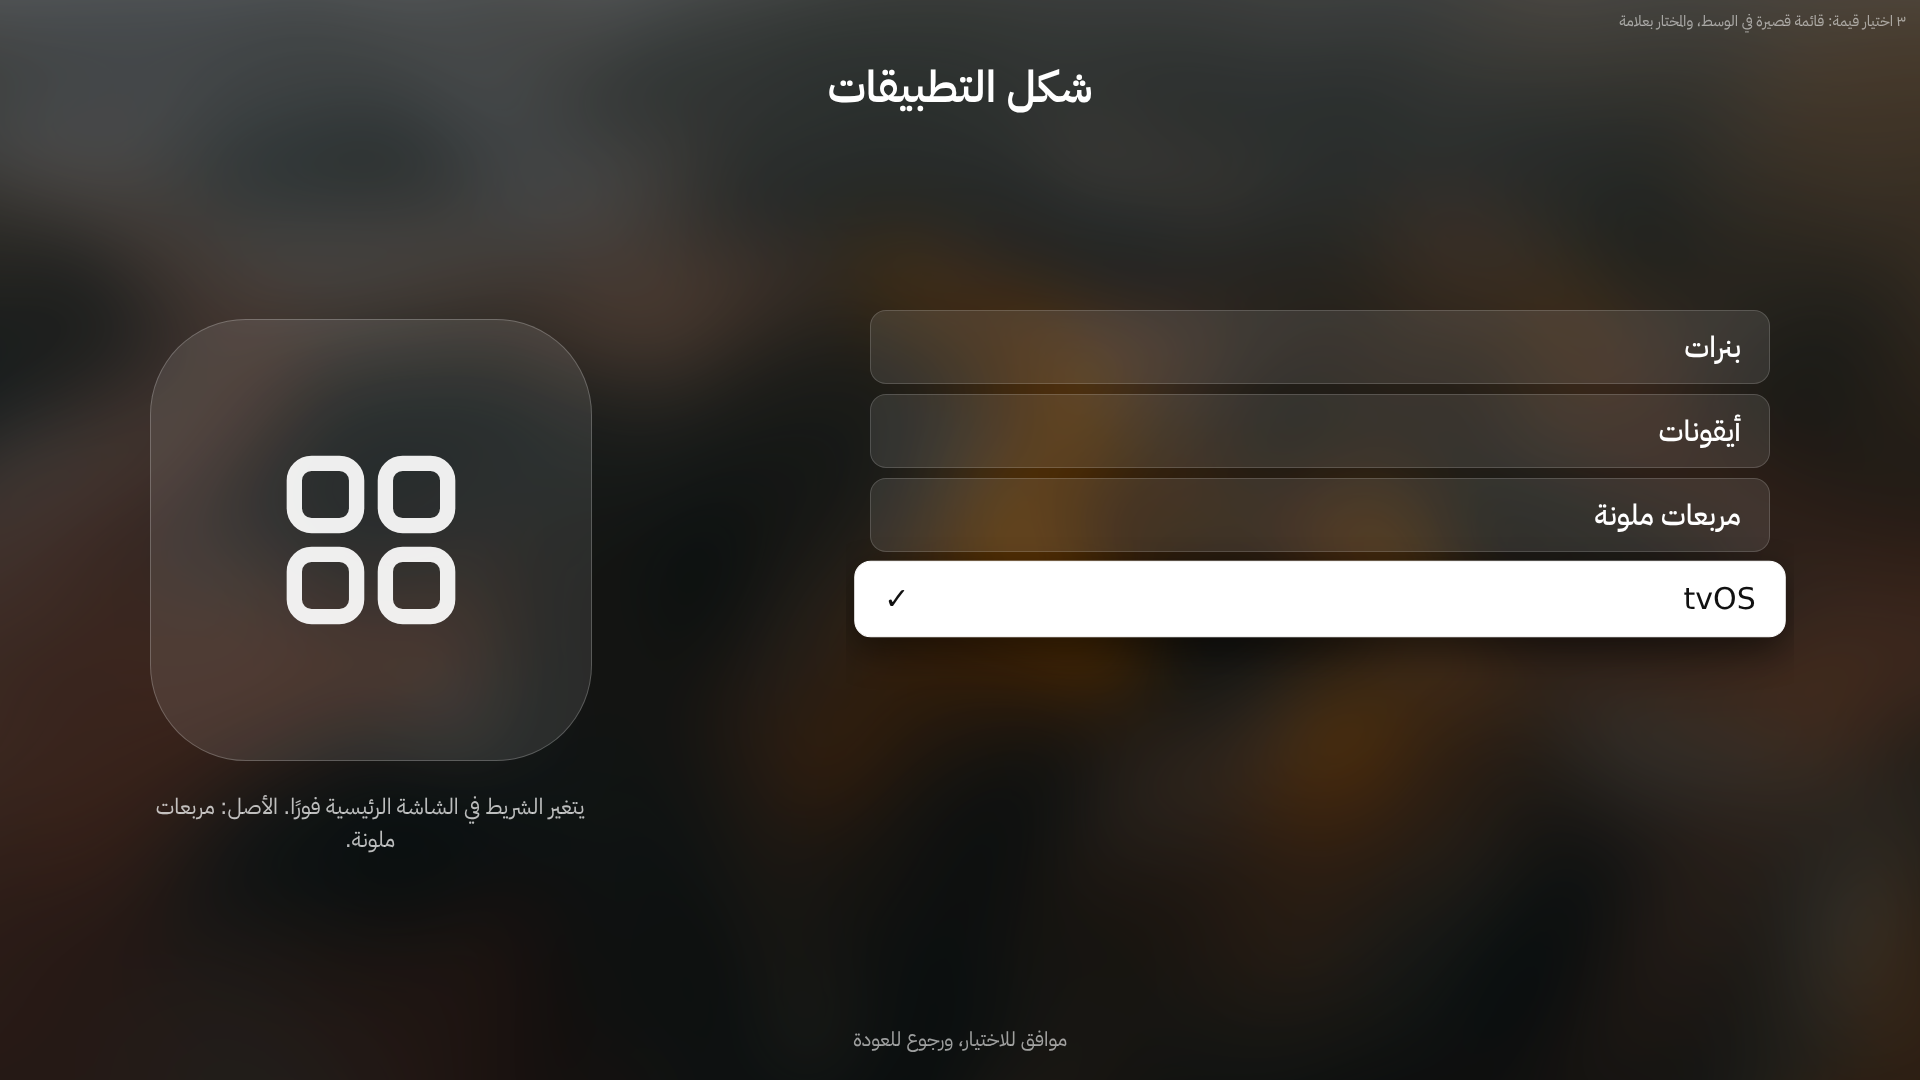 ٣ اختيار قيمة: قائمة قصيرة في الوسط، والمختار بعلامة
شكل التطبيقات
بنرات
أيقونات
مربعات ملونة
tvOS ✓
يتغير الشريط في الشاشة الرئيسية فورًا. الأصل: مربعات
ملونة.
موافق للاختيار، ورجوع للعودة